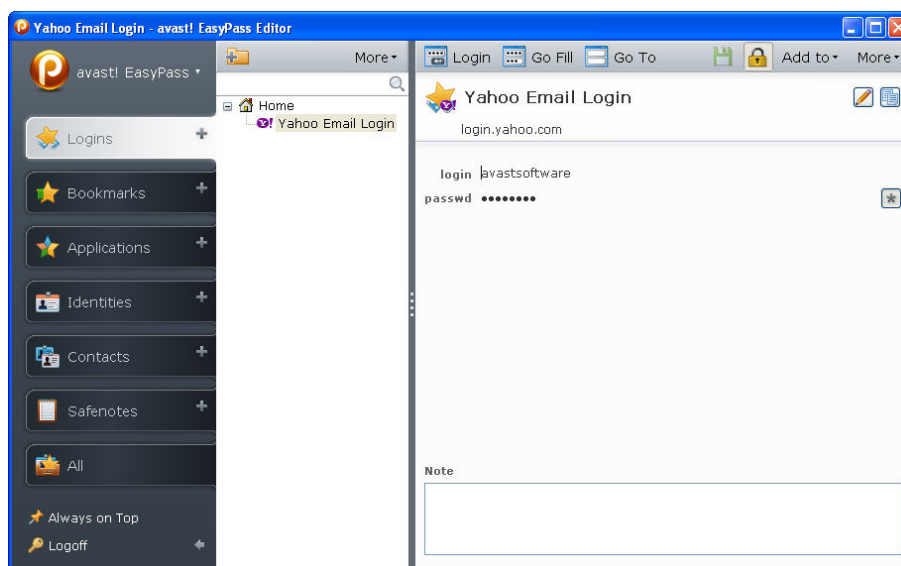 Yahoo Email Login - avast! EasyPass Editor
avast! EasyPass
More
Login Go Fill Go To Add to More
Home
Yahoo Email Login
Yahoo Email Login
login.yahoo.com
Logins
Bookmarks
Applications
Identities
Contacts
Safenotes
All
Always on Top
Logoff
login avastsoftware
passwd ••••••••
Note